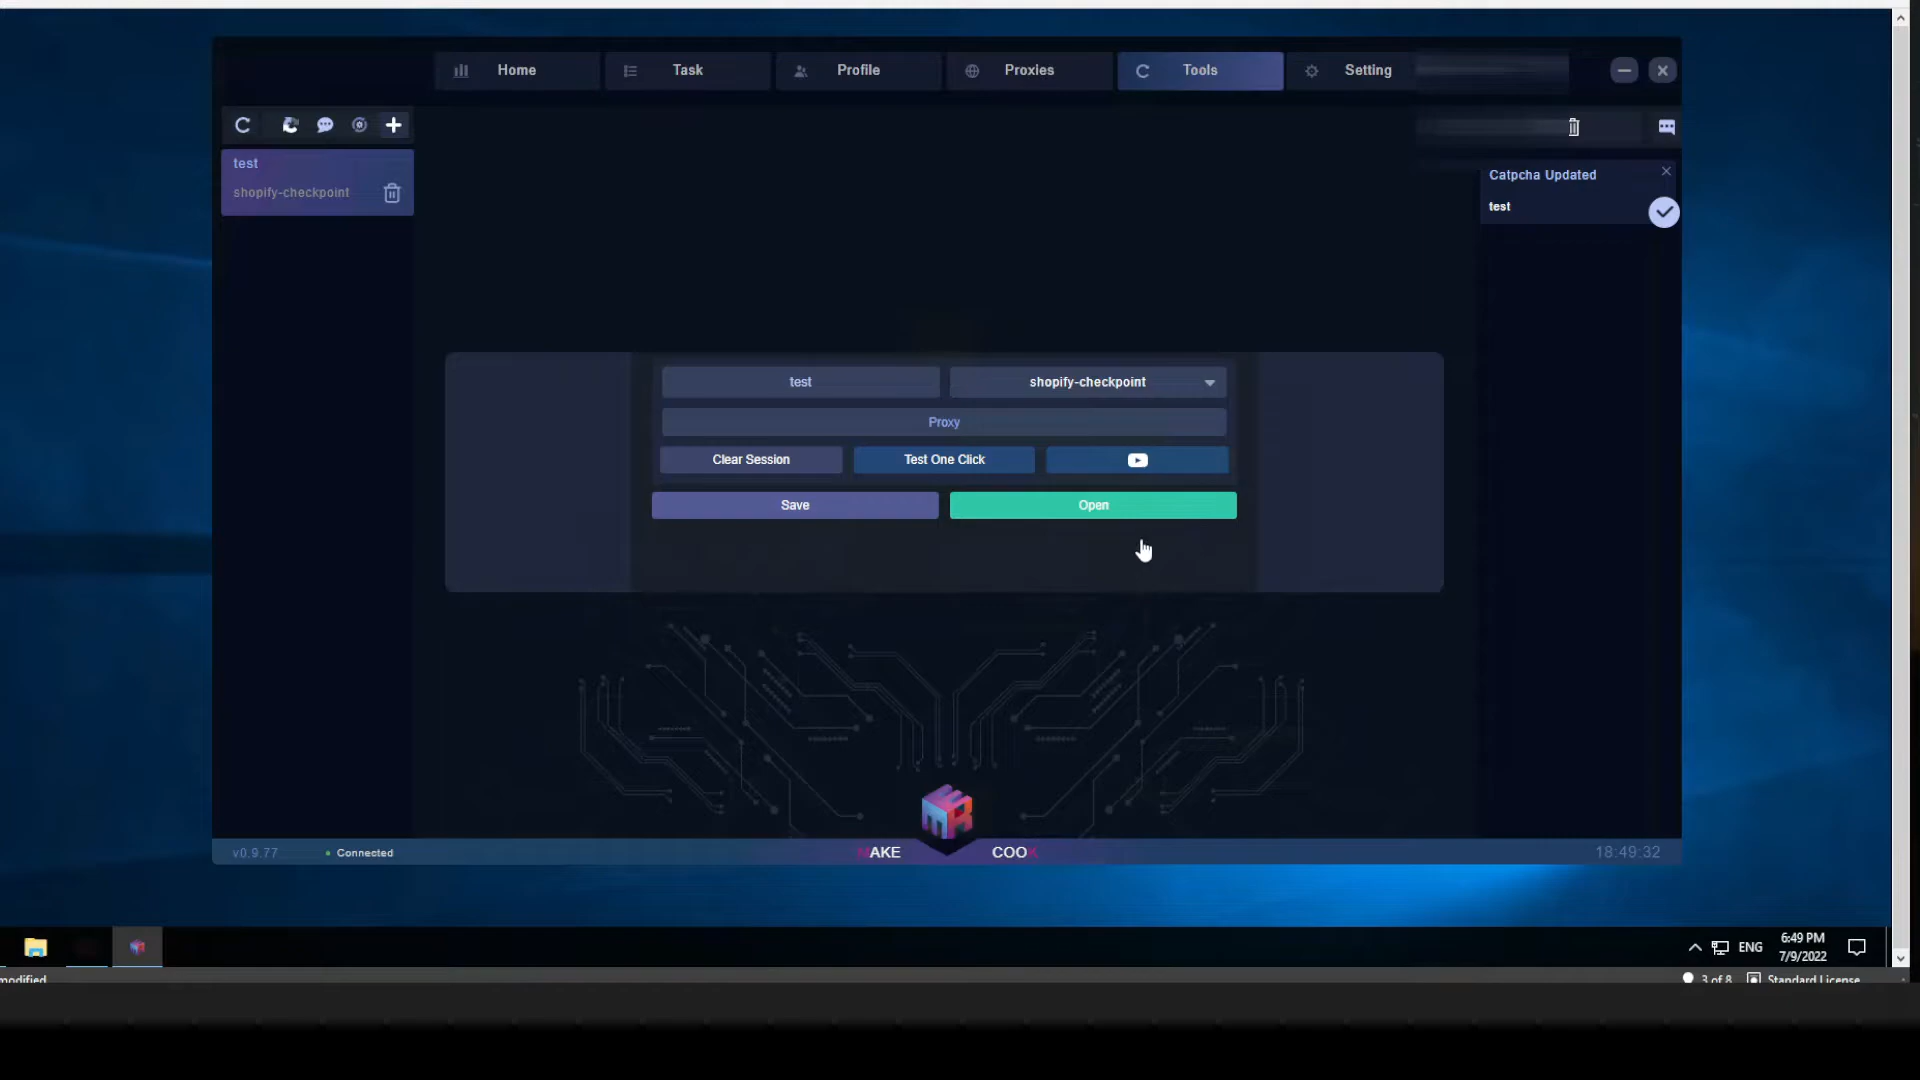 Home
Task
Profile
Proxies
Tools
Setting
test
shopify-checkpoint
Catpcha Updated
test
test
shopify-checkpoint
Proxy
Clear Session
Test One Click
Save
Open
v0.9.77
Connected
MAKE
COOK
18:49:32
ENG
6:49 PM
7/9/2022
modified
3 of 8
Standard License